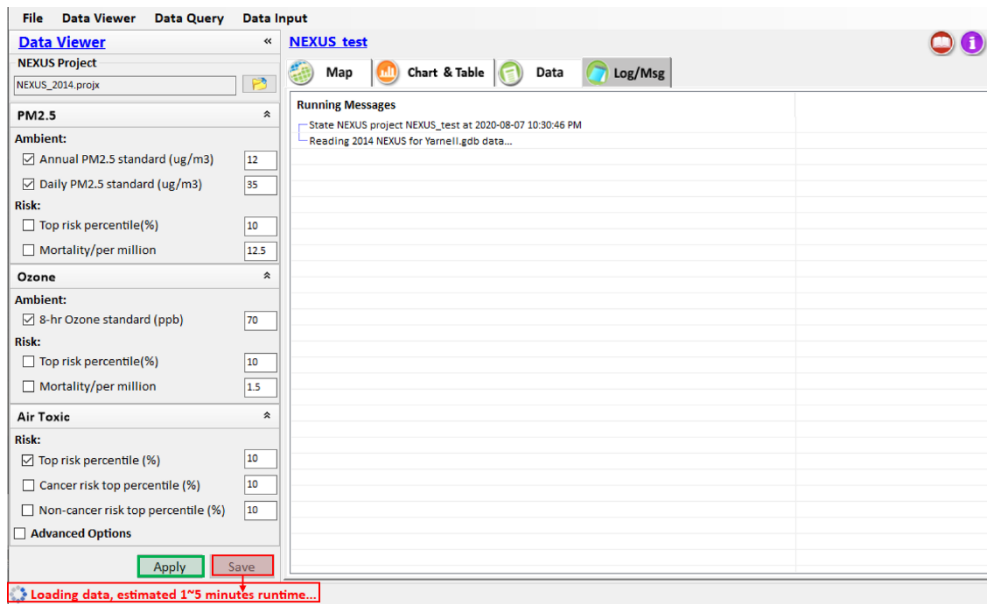 File Data Viewer Data Query Data Input
Data Viewer «
NEXUS Project
NEXUS_2014.projx
PM2.5
Ambient:
Annual PM2.5 standard (ug/m3) 12
Daily PM2.5 standard (ug/m3) 35
Risk:
Top risk percentile(%) 10
Mortality/per million 12.5
Ozone
Ambient:
8-hr Ozone standard (ppb) 70
Risk:
Top risk percentile(%) 10
Mortality/per million 1.5
Air Toxic
Risk:
Top risk percentile (%) 10
Cancer risk top percentile (%) 10
Non-cancer risk top percentile (%) 10
Advanced Options
Apply Save
Loading data, estimated 1~5 minutes runtime...
NEXUS_test
Map Chart & Table Data Log/Msg
Running Messages
State NEXUS project NEXUS_test at 2020-08-07 10:30:46 PM
Reading 2014 NEXUS for Yarnell.gdb data...